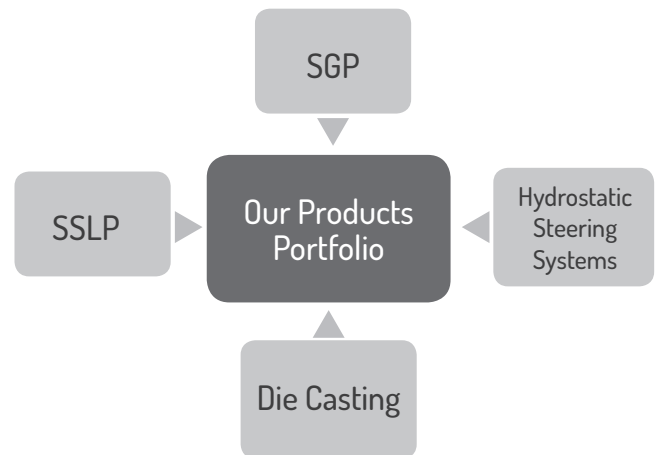 SGP
SSLP
Our Products
Portfolio
Hydrostatic
Steering
Systems
Die Casting